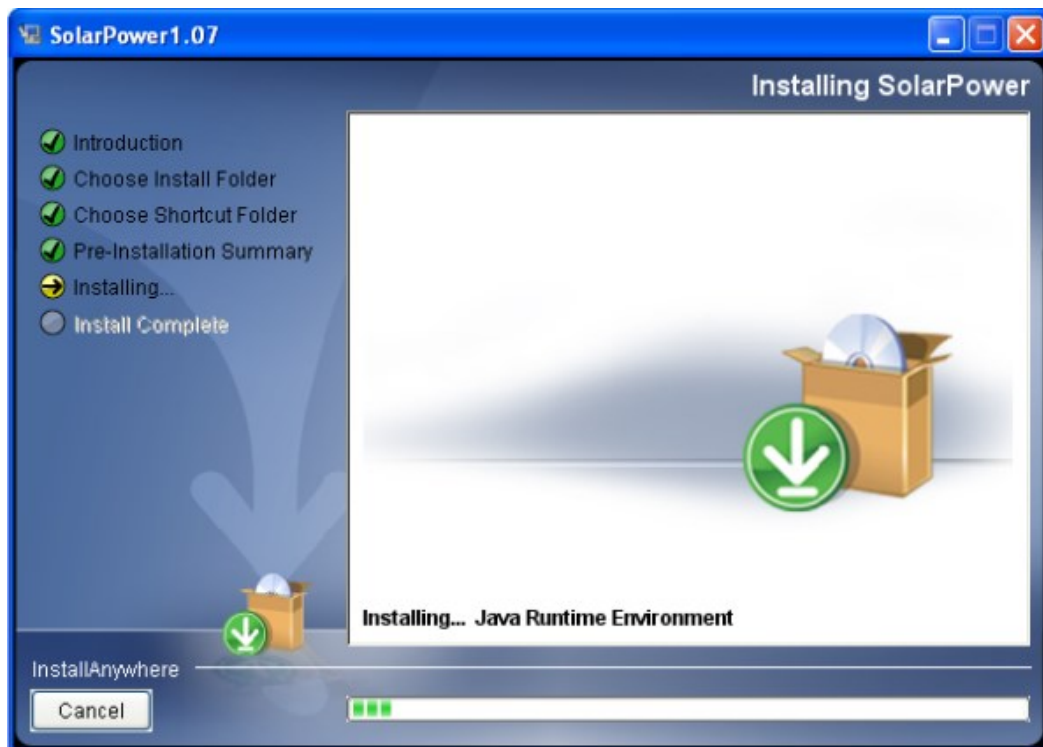 SolarPower1.07
Installing SolarPower
Introduction
Choose Install Folder
Choose Shortcut Folder
Pre-Installation Summary
Installing...
Install Complete
Installing... Java Runtime Environment
InstallAnywhere
Cancel